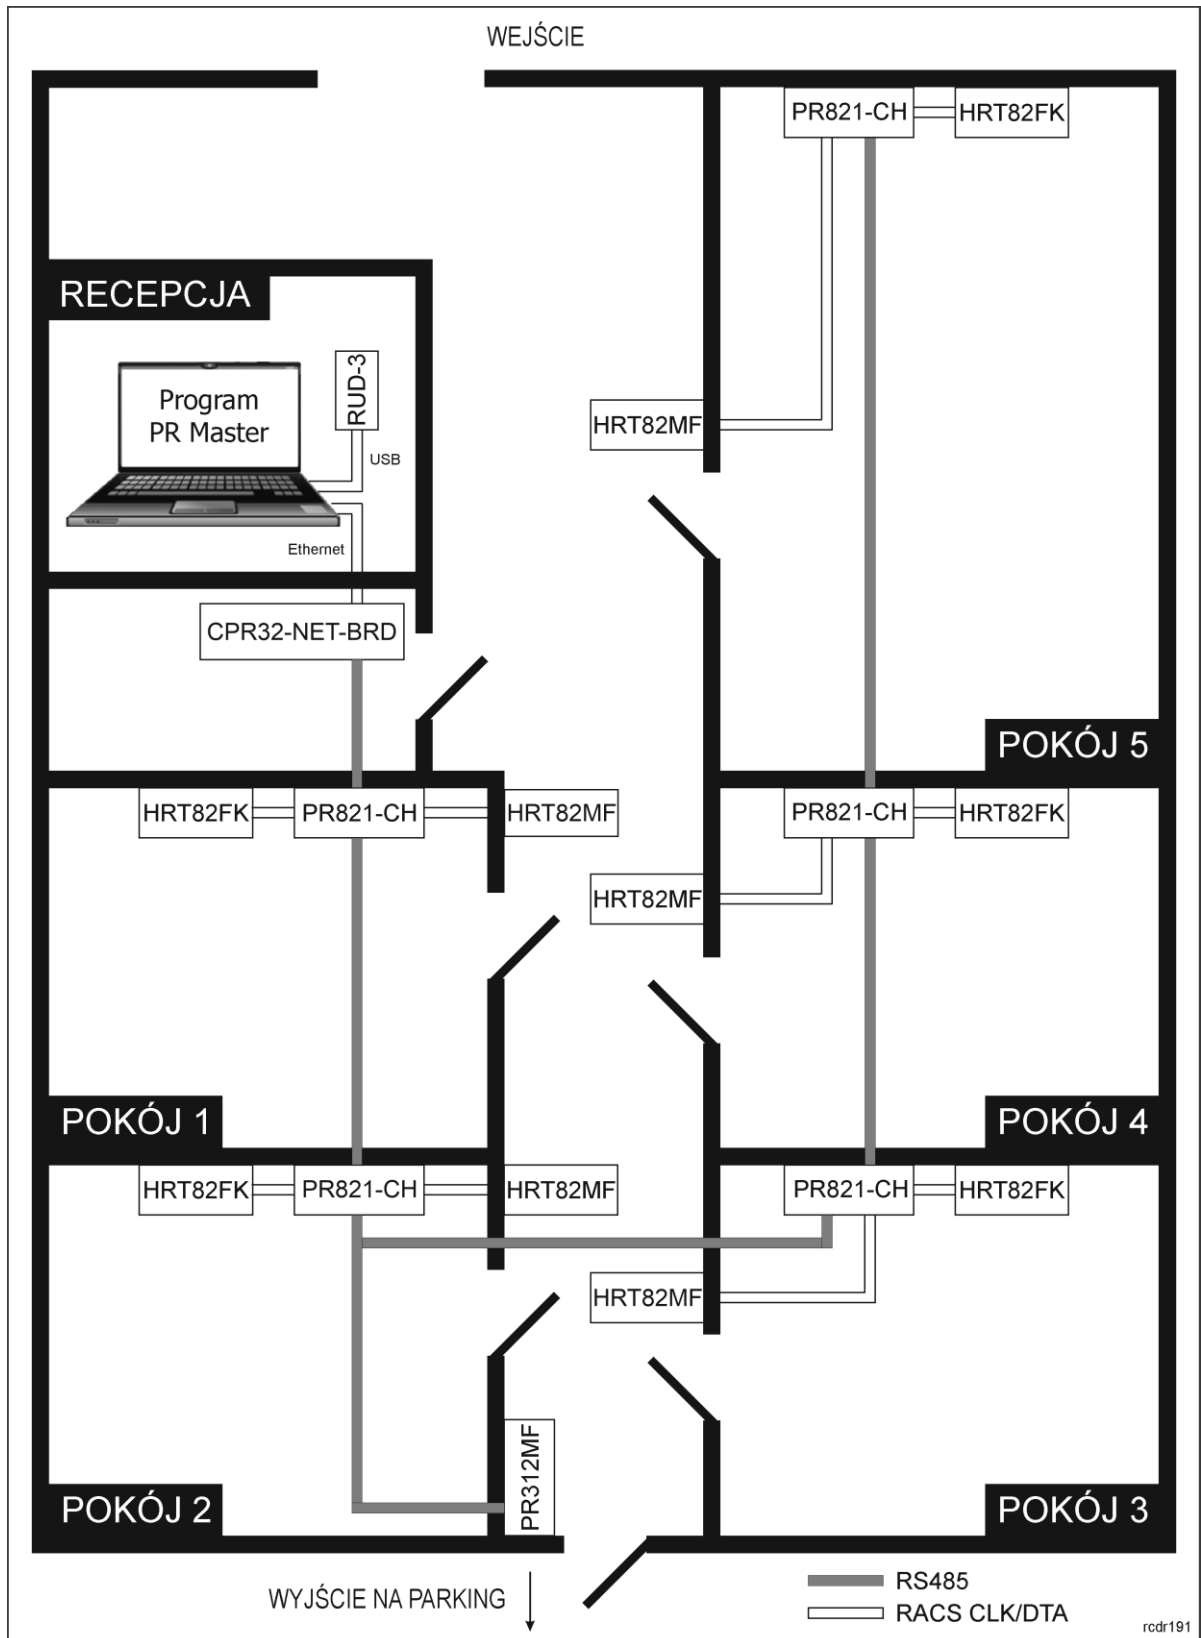 WEJŚCIE
PR821-CH
HRT82FK
RECEPCJA
Program
PR Master
RUD-3
USB
HRT82MF
Ethernet
CPR32-NET-BRD
POKÓJ 5
HRT82FK
PR821-CH
HRT82MF
PR821-CH
HRT82FK
HRT82MF
POKÓJ 1
POKÓJ 4
HRT82FK
PR821-CH
HRT82MF
PR821-CH
HRT82FK
HRT82MF
PR312MF
POKÓJ 2
POKÓJ 3
WYJŚCIE NA PARKING
RS485
RACS CLK/DTA
rcdr191